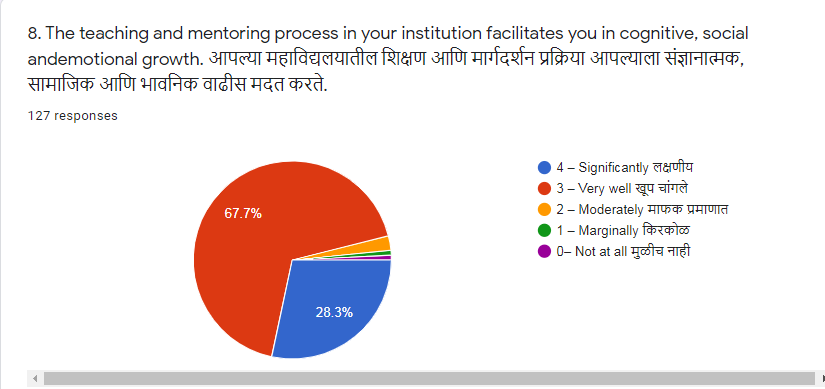 8. The teaching and mentoring process in your institution facilitates you in cognitive, social
andemotional growth. आपल्या महाविद्यलयातील शिक्षण आणि मार्गदर्शन प्रक्रिया आपल्याला संज्ञानात्मक,
सामाजिक आणि भावनिक वाढीस मदत करते.
127 responses
67.7%
28.3%
4 – Significantly लक्षणीय
3 – Very well खूप चांगले
2 – Moderately माफक प्रमाणात
1 – Marginally किरकोळ
0– Not at all मुळीच नाही